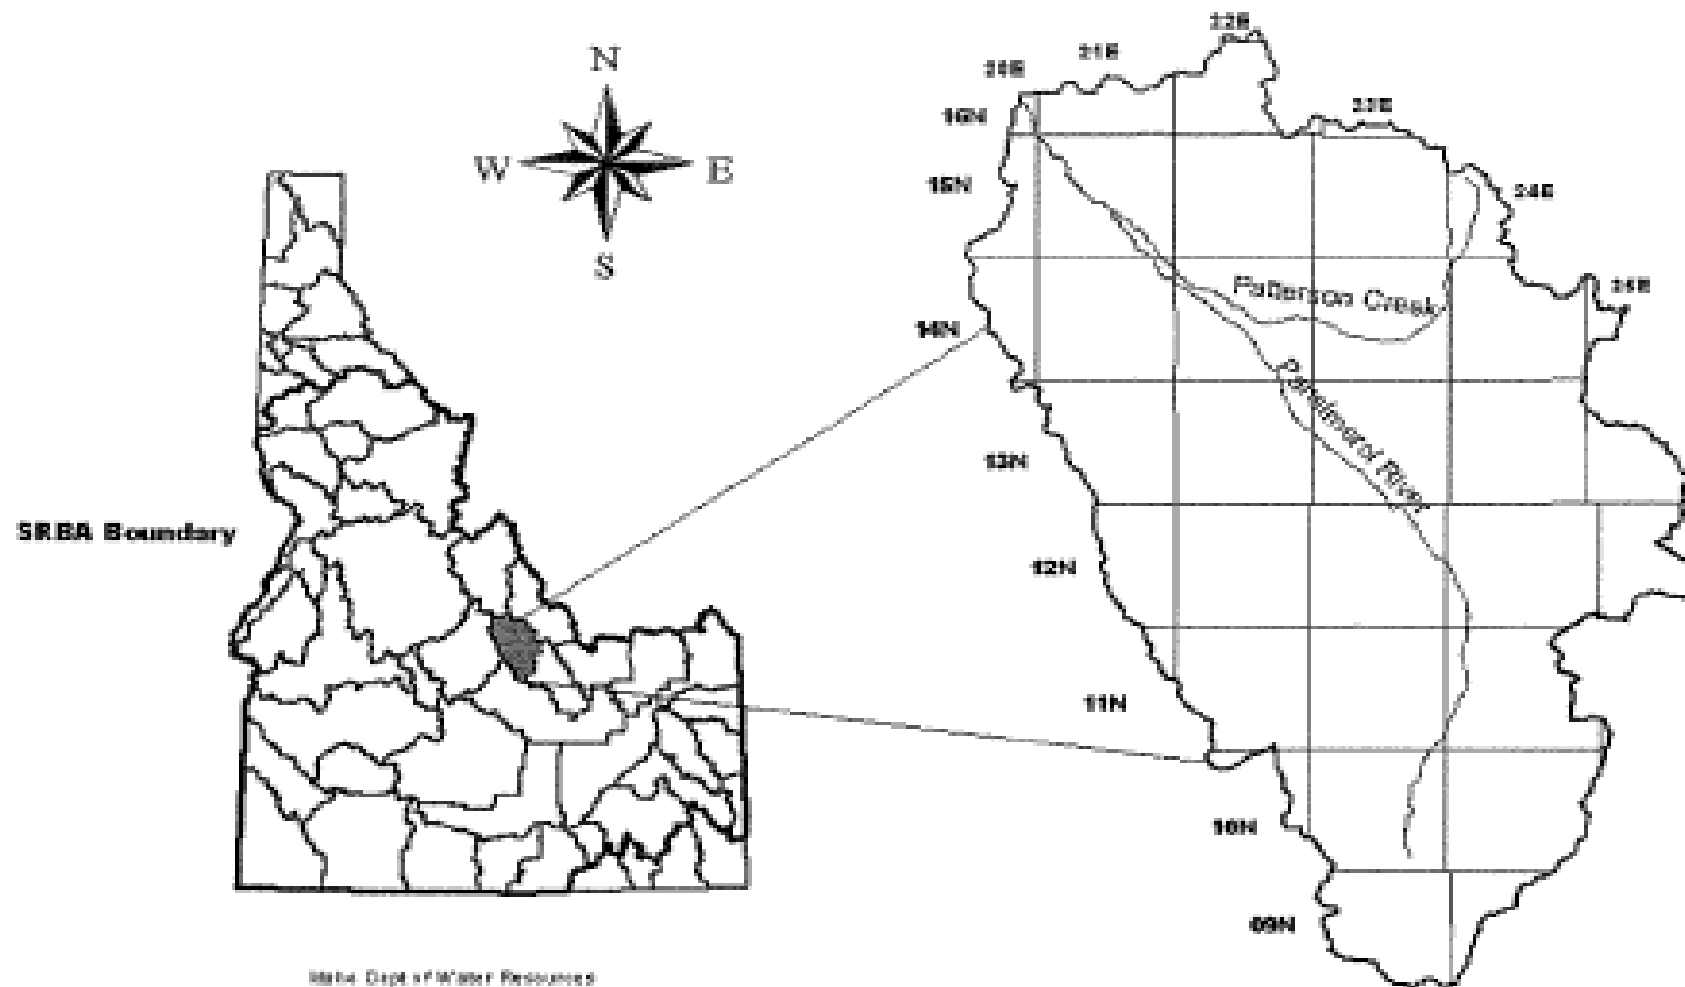 N
W E
S
SRBA Boundary
Idaho Dept of Water Resources
20E
21E
22E
23E
24E
25E
16N
15N
14N
13N
12N
11N
10N
09N
Patterson Creek
Pahsimeroi River